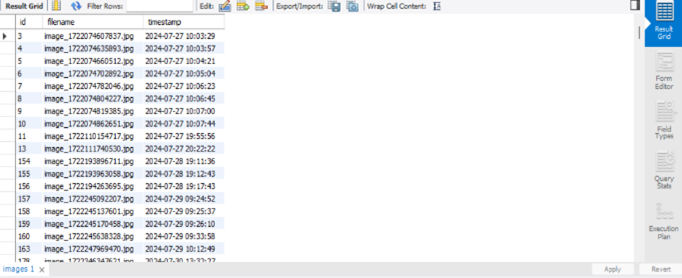 Result Grid Filter Rows: Edit: Export/Import: Wrap Cell Content:
id filename tmestamp
3 image_1722074607837.jpg 2024-07-27 10:03:29
4 image_1722074635893.jpg 2024-07-27 10:03:57
5 image_1722074660512.jpg 2024-07-27 10:04:21
6 image_1722074702892.jpg 2024-07-27 10:05:04
7 image_1722074782046.jpg 2024-07-27 10:06:23
8 image_1722074804227.jpg 2024-07-27 10:06:45
9 image_1722074819385.jpg 2024-07-27 10:07:00
10 image_1722074862651.jpg 2024-07-27 10:07:44
11 image_1722110154717.jpg 2024-07-27 19:55:56
13 image_1722111740530.jpg 2024-07-27 20:22:22
154 image_1722193896711.jpg 2024-07-28 19:11:36
155 image_1722193963058.jpg 2024-07-28 19:12:43
156 image_1722194263695.jpg 2024-07-28 19:17:43
157 image_1722245092207.jpg 2024-07-29 09:24:52
158 image_1722245137601.jpg 2024-07-29 09:25:37
159 image_1722245170458.jpg 2024-07-29 09:26:10
160 image_1722245638328.jpg 2024-07-29 09:33:58
163 image_1722247969470.jpg 2024-07-29 10:12:49
Result
Grid
Form
Editor
Field
Types
Query
Stats
Execution
Plan
images 1
Apply Revert